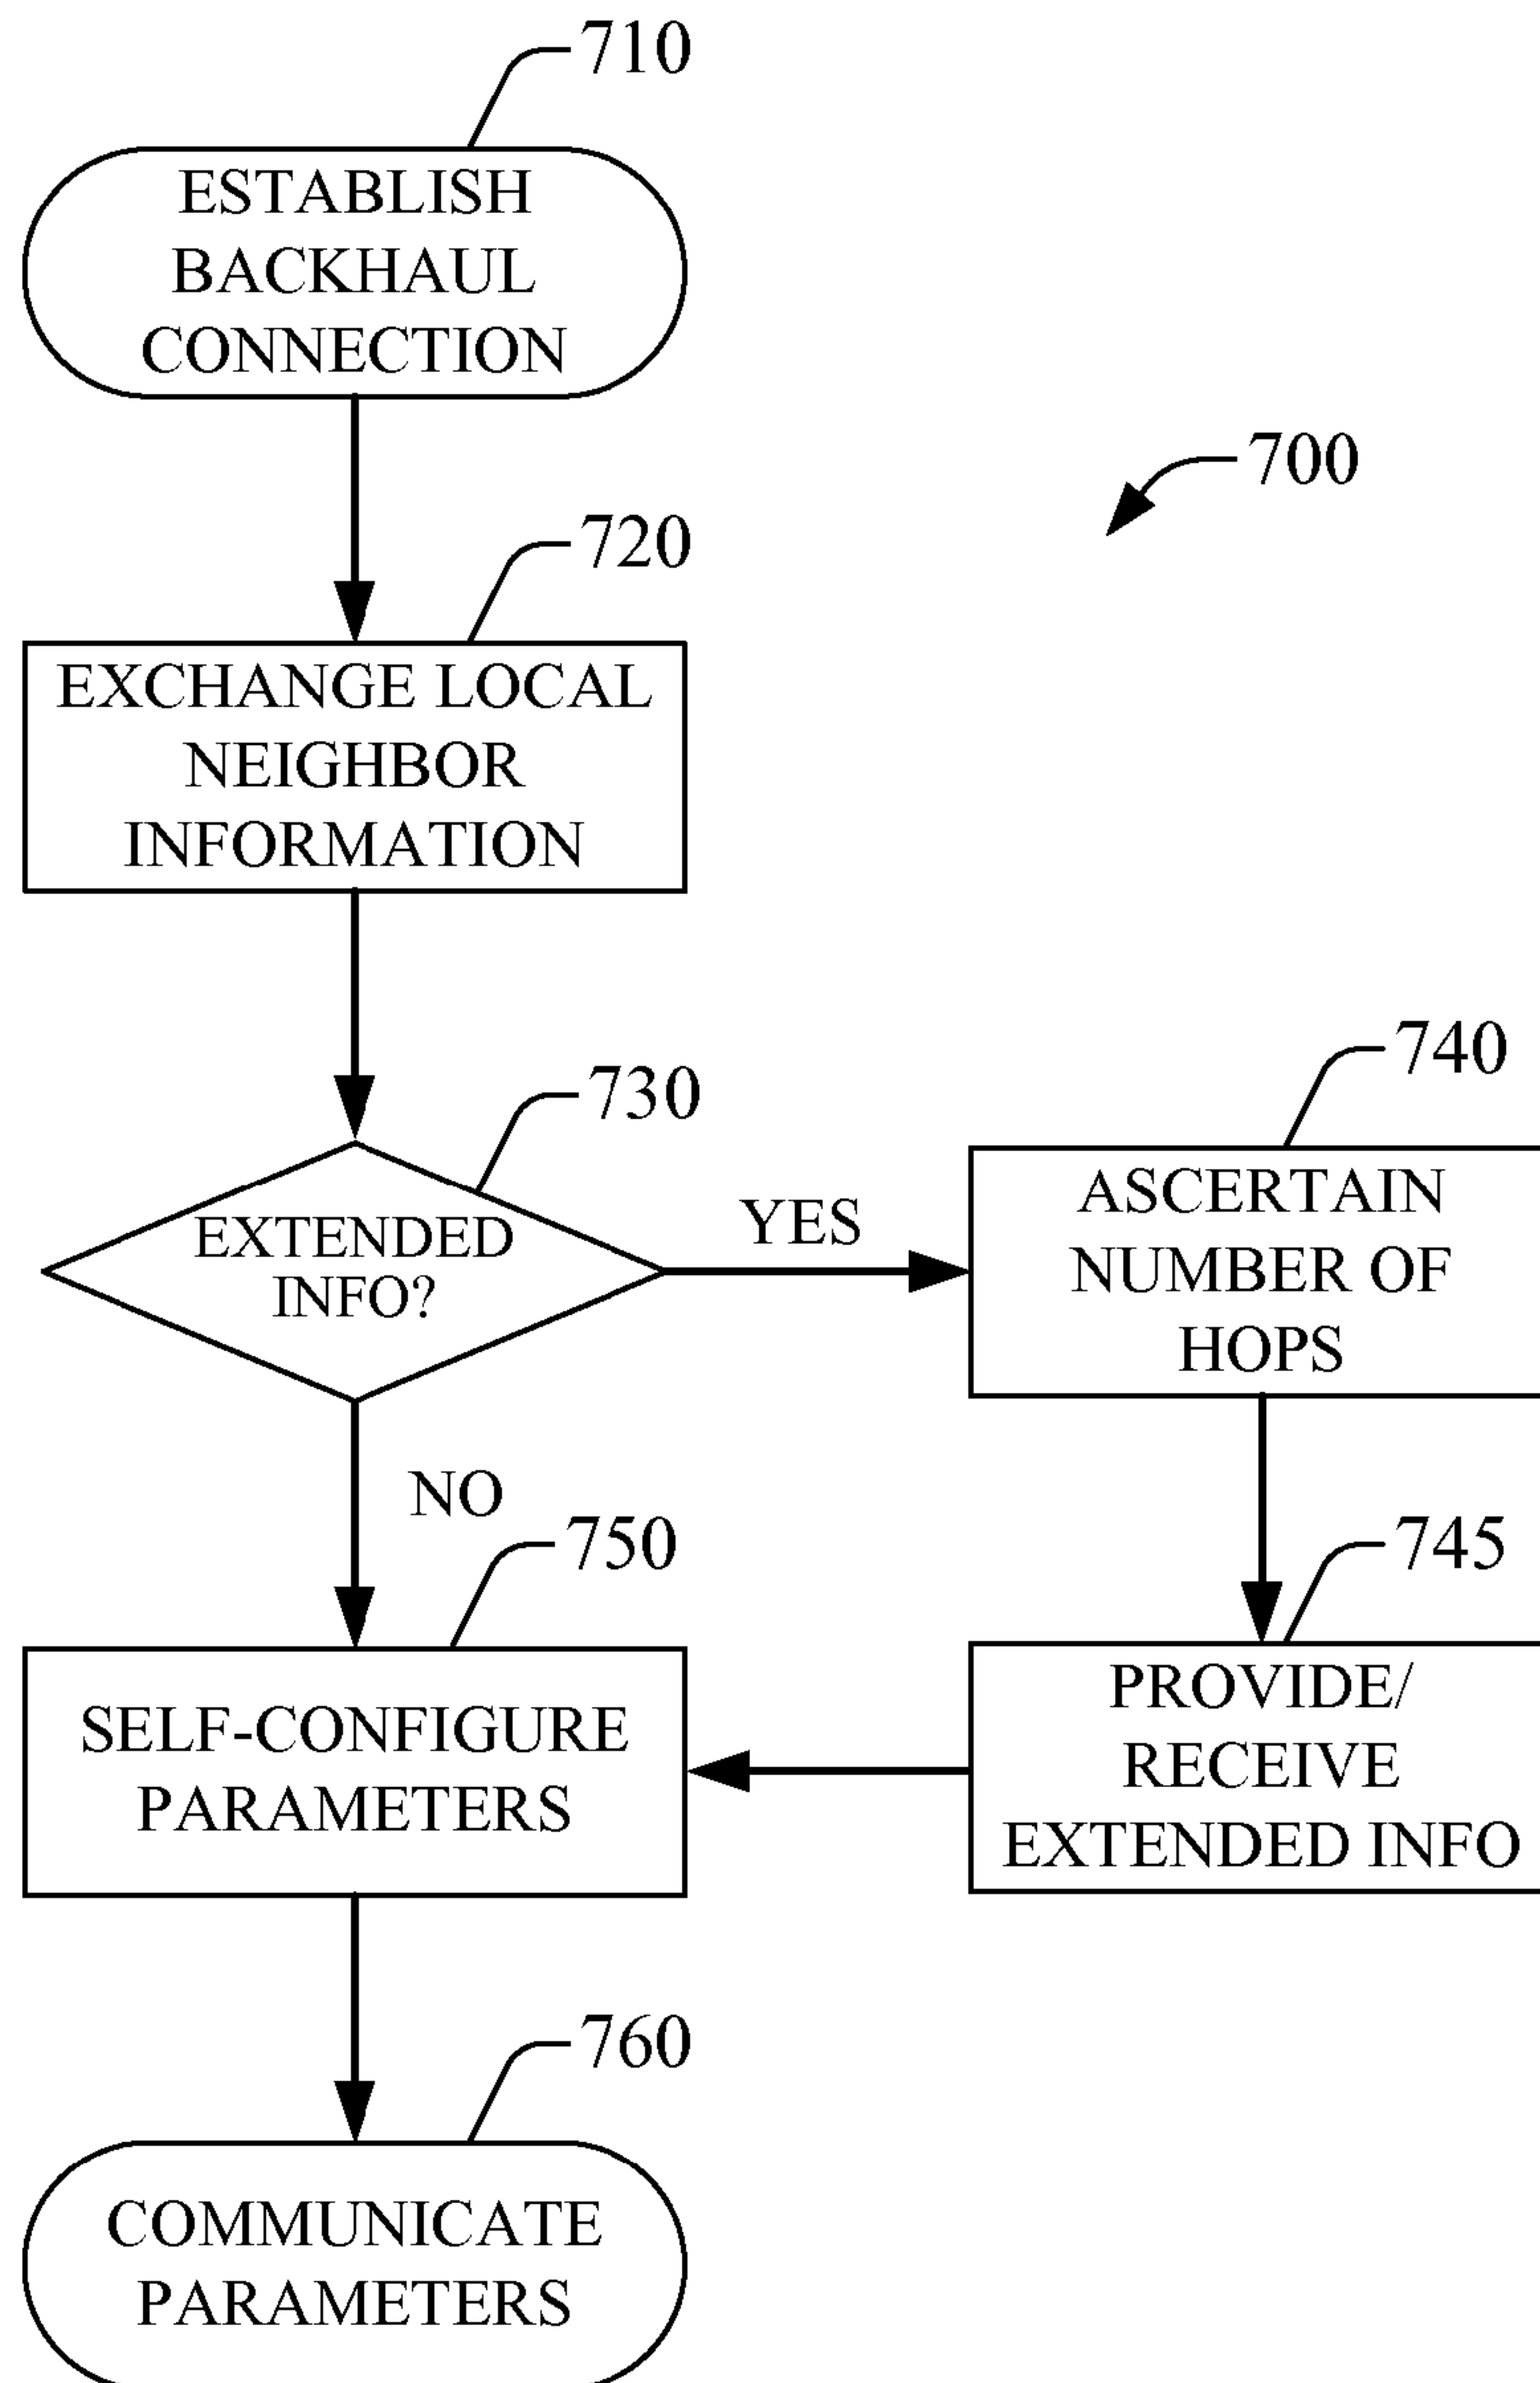 710
ESTABLISH
BACKHAUL
CONNECTION
700
720
EXCHANGE LOCAL
NEIGHBOR
INFORMATION
730
EXTENDED
INFO?
YES
740
ASCERTAIN
NUMBER OF
HOPS
NO
750
SELF-CONFIGURE
PARAMETERS
745
PROVIDE/
RECEIVE
EXTENDED INFO
760
COMMUNICATE
PARAMETERS